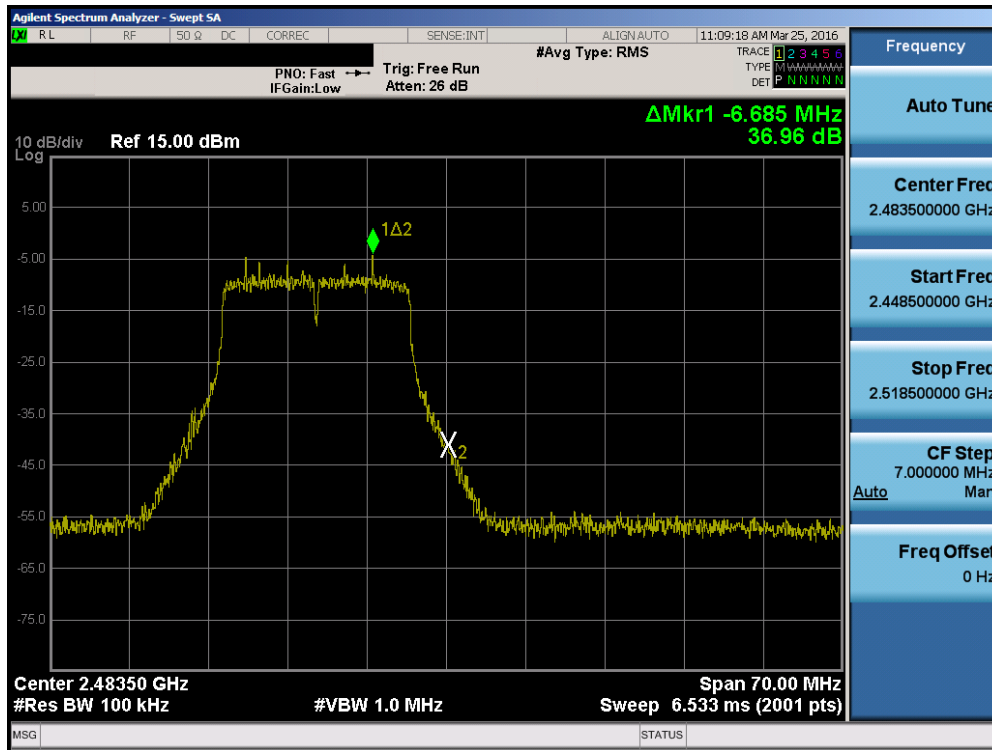 Agilent Spectrum Analyzer - Swept SA
LXI RL RF 50 Ω DC CORREC SENSE:INT ALIGN AUTO 11:09:18 AM Mar 25, 2016
#Avg Type: RMS
TRACE 1 2 3 4 5 6
PNO: Fast Trig: Free Run
TYPE M W W W W W
IFGain:Low Atten: 26 dB
DET P N N N N N
ΔMkr1 -6.685 MHz
36.96 dB
10 dB/div Ref 15.00 dBm
Log
5.00
-5.00
-15.0
-25.0
-35.0
-45.0
-55.0
-65.0
-75.0
1Δ2
2
Center 2.48350 GHz Span 70.00 MHz
#Res BW 100 kHz #VBW 1.0 MHz Sweep 6.533 ms (2001 pts)
MSG STATUS
Frequency
Auto Tune
Center Freq
2.483500000 GHz
Start Freq
2.448500000 GHz
Stop Freq
2.518500000 GHz
CF Step
7.000000 MHz
Auto Man
Freq Offset
0 Hz